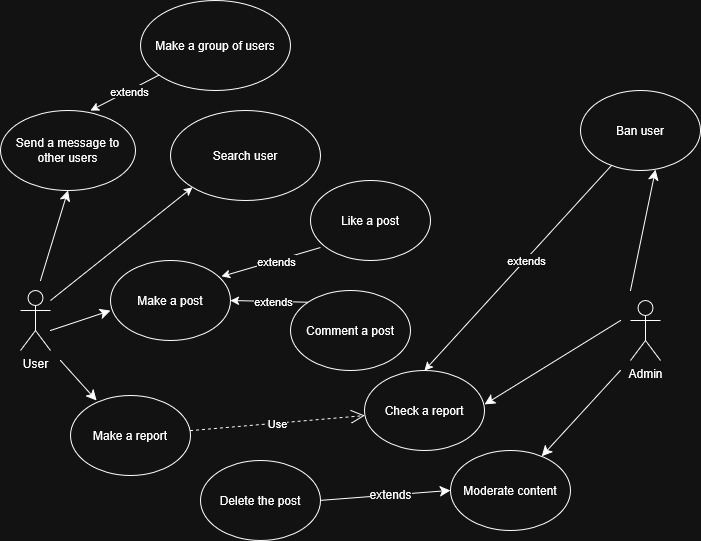 Make a group of users
extends
Send a message to
other users
Search user
Ban user
Like a post
extends
extends
Make a post
extends
Comment a post
User
Admin
Check a report
Use
Make a report
Delete the post
extends
Moderate content